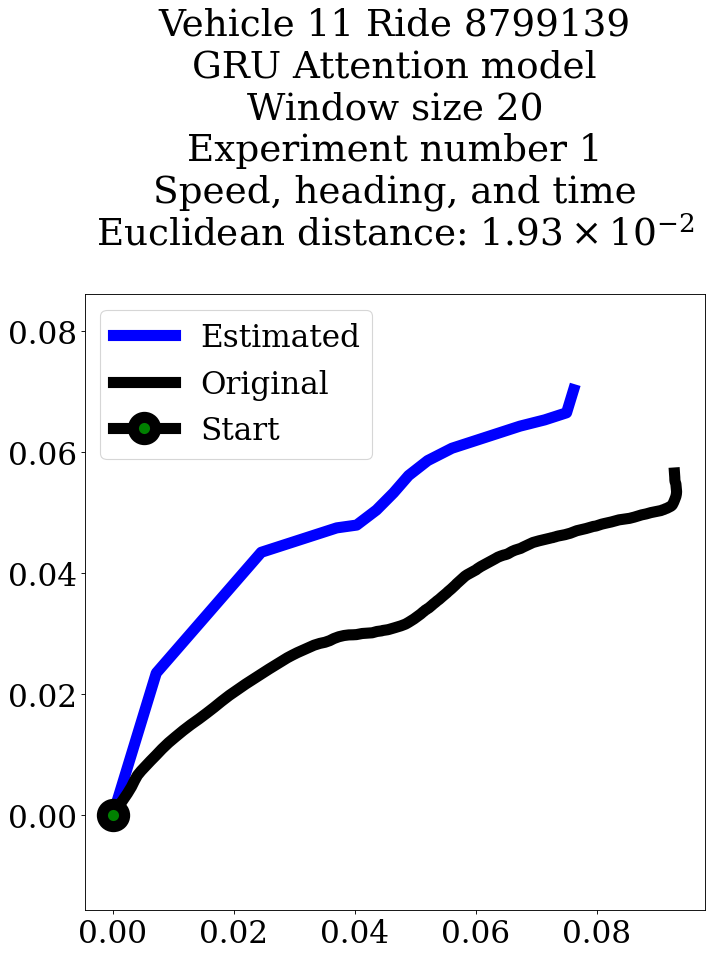 Vehicle 11 Ride 8799139
GRU Attention model
Window size 20
Experiment number 1
Speed, heading, and time
Euclidean distance: 1.93 × 10⁻²
Estimated
Original
Start
0.08
0.06
0.04
0.02
0.00
0.00 0.02 0.04 0.06 0.08